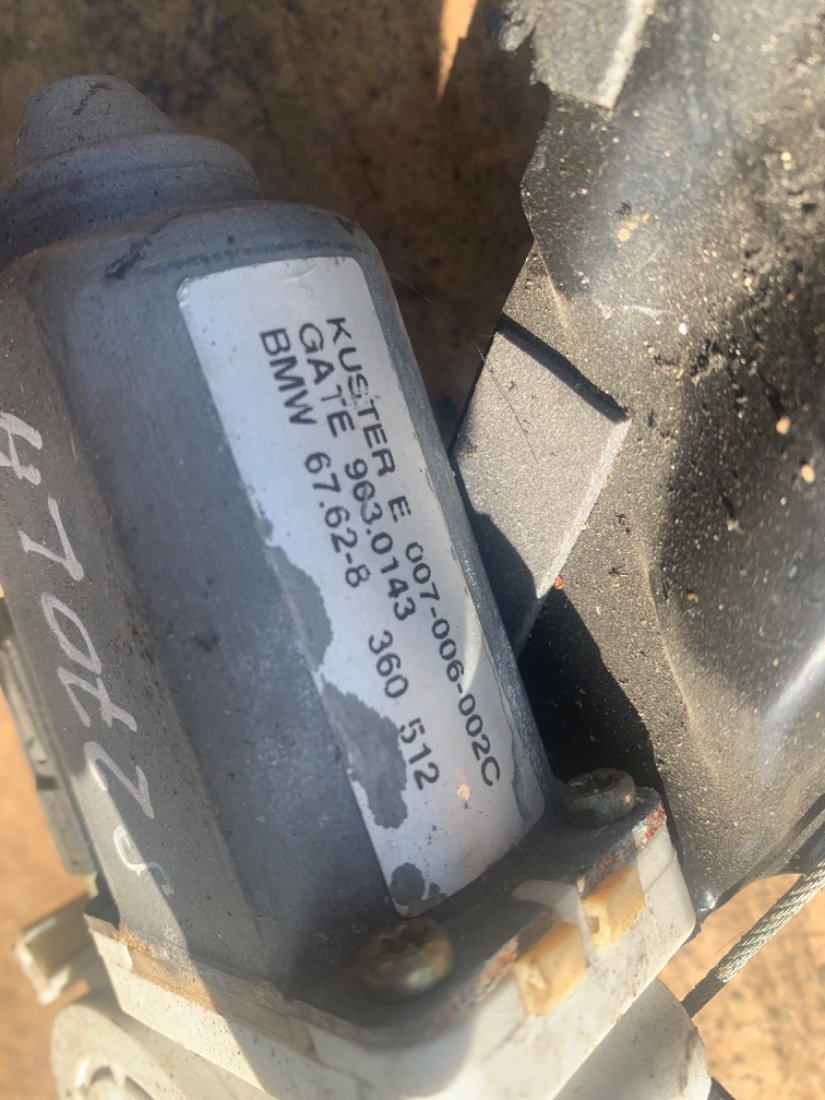 KUSTER E 007-006-002C
GATE 963.0143
BMW 67.62-8 360 512